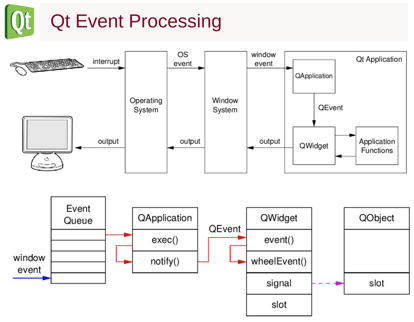 Qt
Qt Event Processing
interrupt
OS
event
window
event
Qt Application
QApplication
QEvent
Operating
System
Window
System
QWidget
Application
Functions
output
output
output
Event
Queue
QApplication
exec()
notify()
QEvent
QWidget
event()
wheelEvent()
signal
slot
QObject
slot
window
event